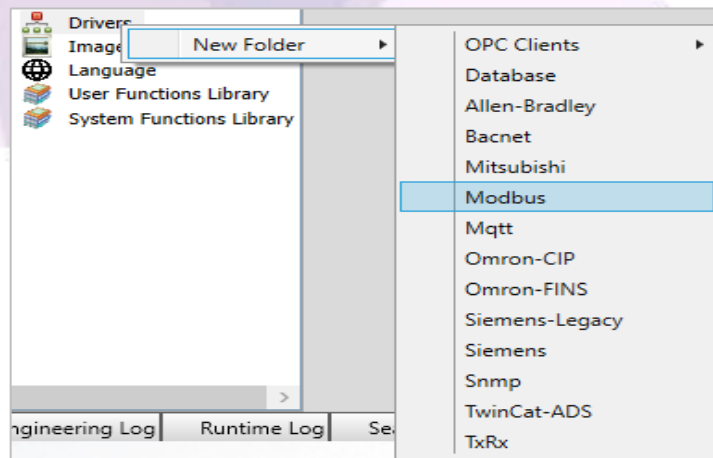 Drivers
Image
Language
User Functions Library
System Functions Library
New Folder
OPC Clients
Database
Allen-Bradley
Bacnet
Mitsubishi
Modbus
Mqtt
Omron-CIP
Omron-FINS
Siemens-Legacy
Siemens
Snmp
TwinCat-ADS
TxRx
ngineering Log
Runtime Log
Sea